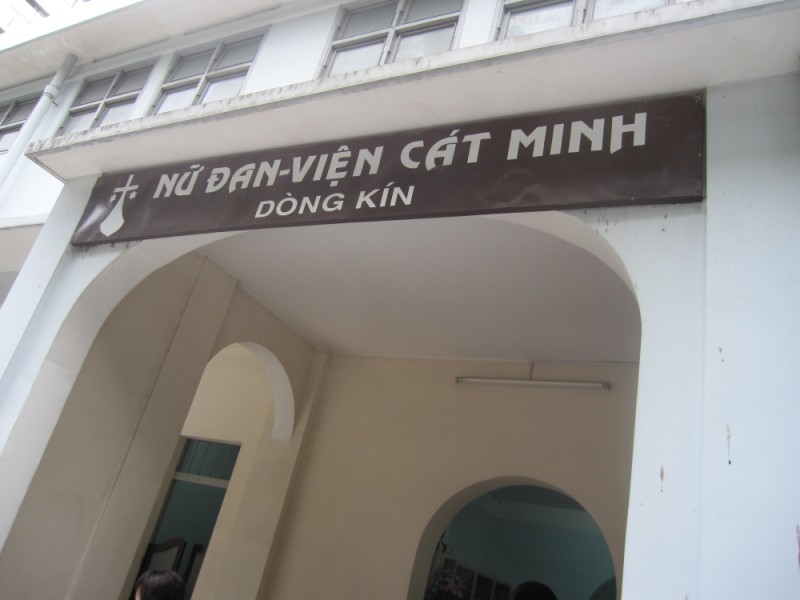 NỮ ĐAN-VIỆN CÁT MINH
DÒNG KÍN